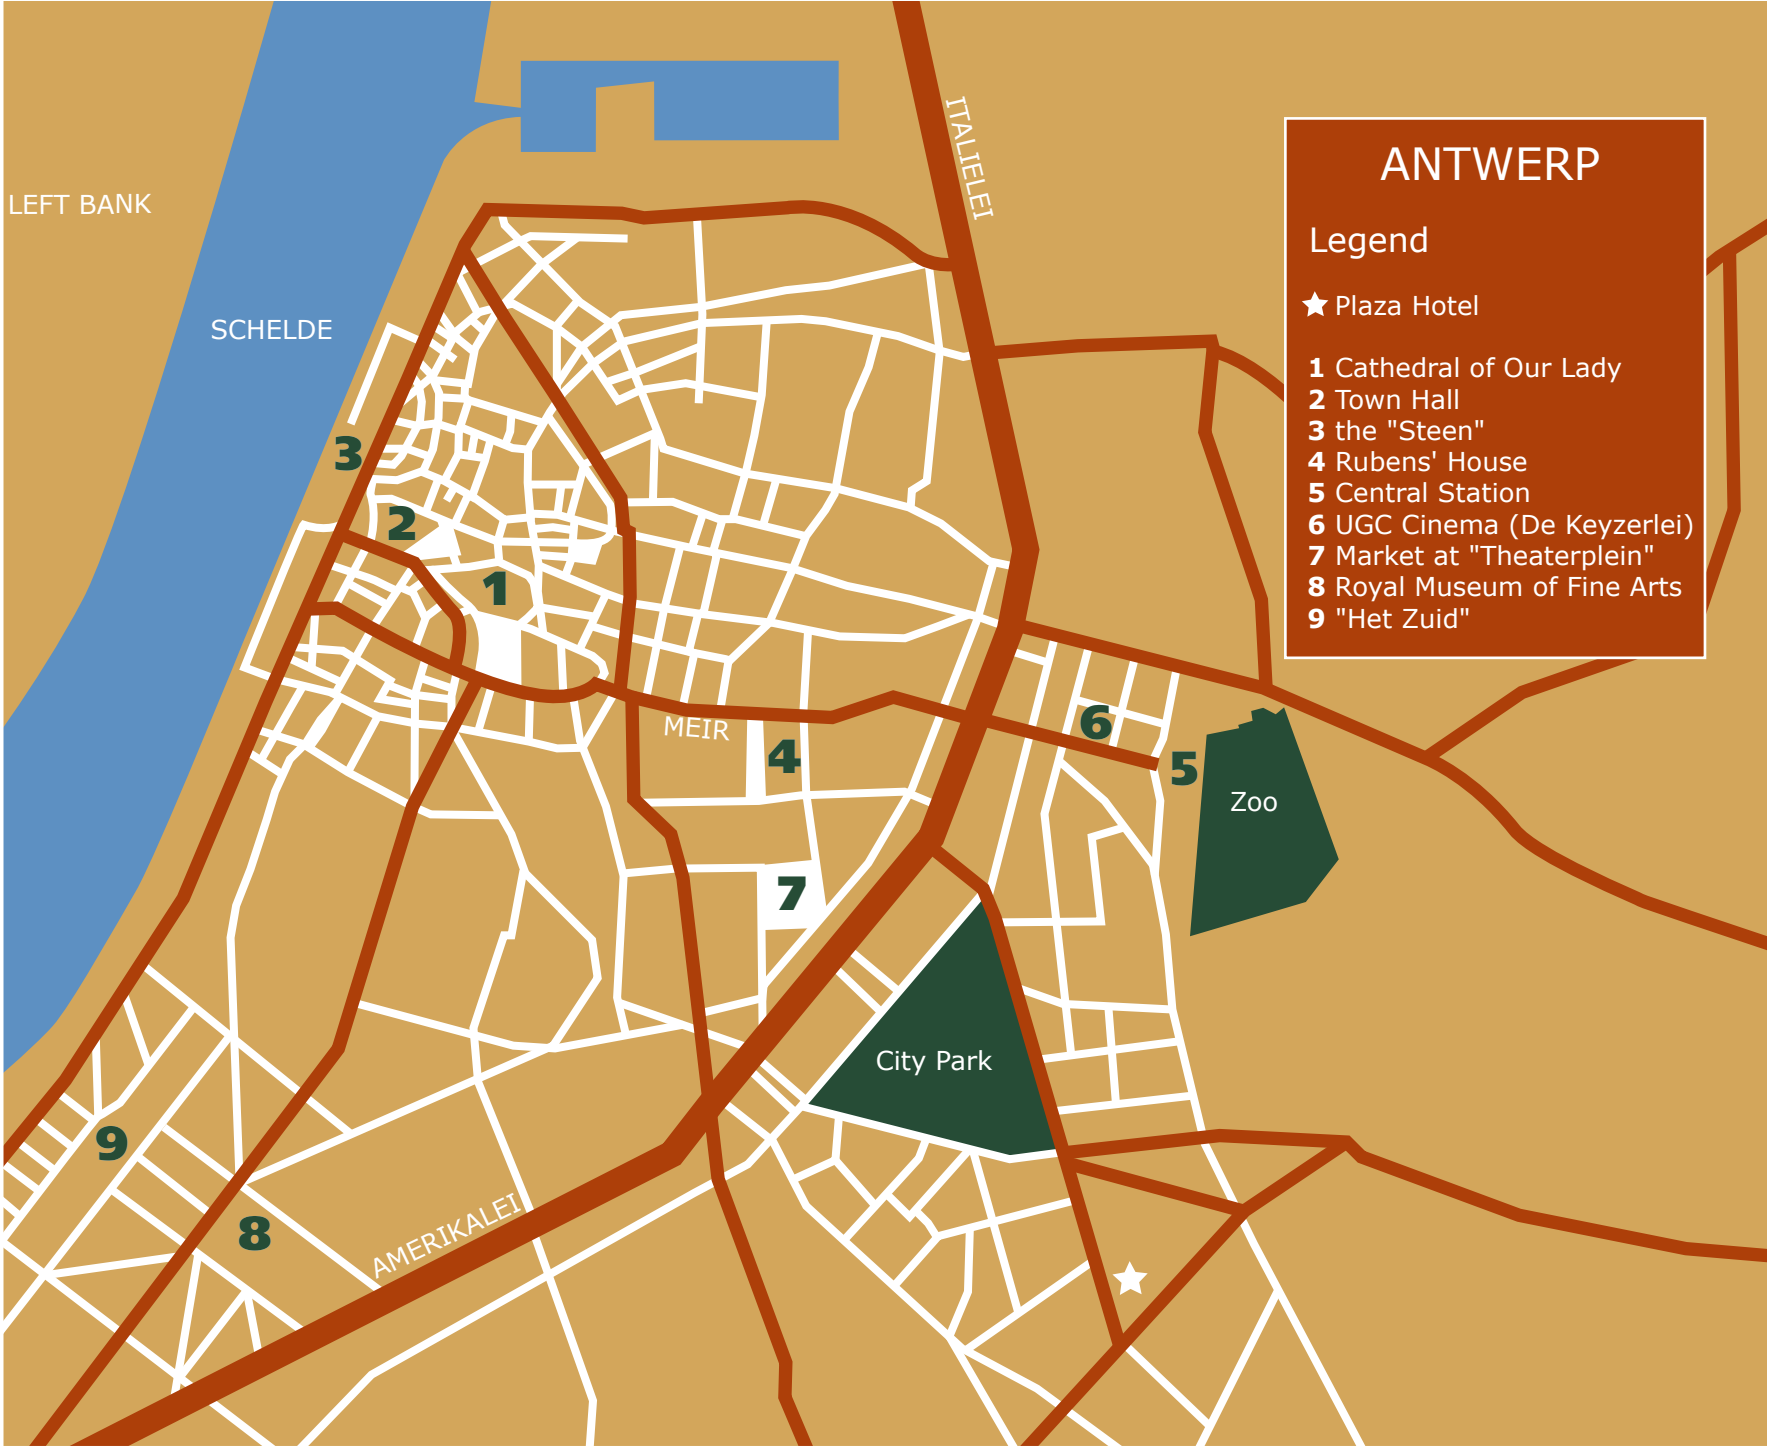 ITALIELEI
LEFT BANK
SCHELDE
ANTWERP
Legend
Plaza Hotel
1 Cathedral of Our Lady
2 Town Hall
3 the "Steen"
4 Rubens' House
5 Central Station
6 UGC Cinema (De Keyzerlei)
7 Market at "Theaterplein"
8 Royal Museum of Fine Arts
9 "Het Zuid"
3
2
1
MEIR
6
4
5
Zoo
7
City Park
9
8
AMERIKALEI